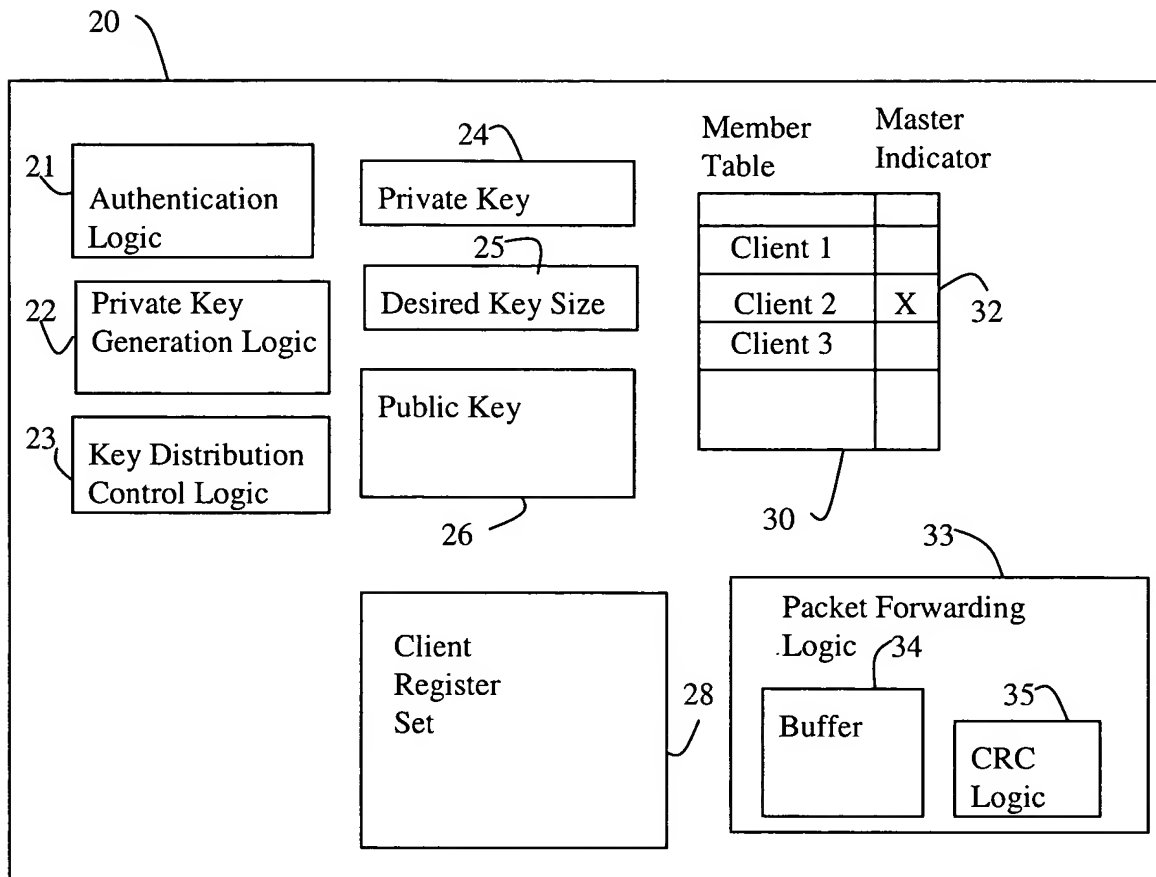 20
21
Authentication
Logic
22
Private Key
Generation Logic
23
Key Distribution
Control Logic
24
Private Key
25
Desired Key Size
Public Key
26
Client
Register
Set
28
Member
Table
Master
Indicator
Client 1
Client 2 X
Client 3
32
30
33
Packet Forwarding
Logic
34
Buffer
35
CRC
Logic